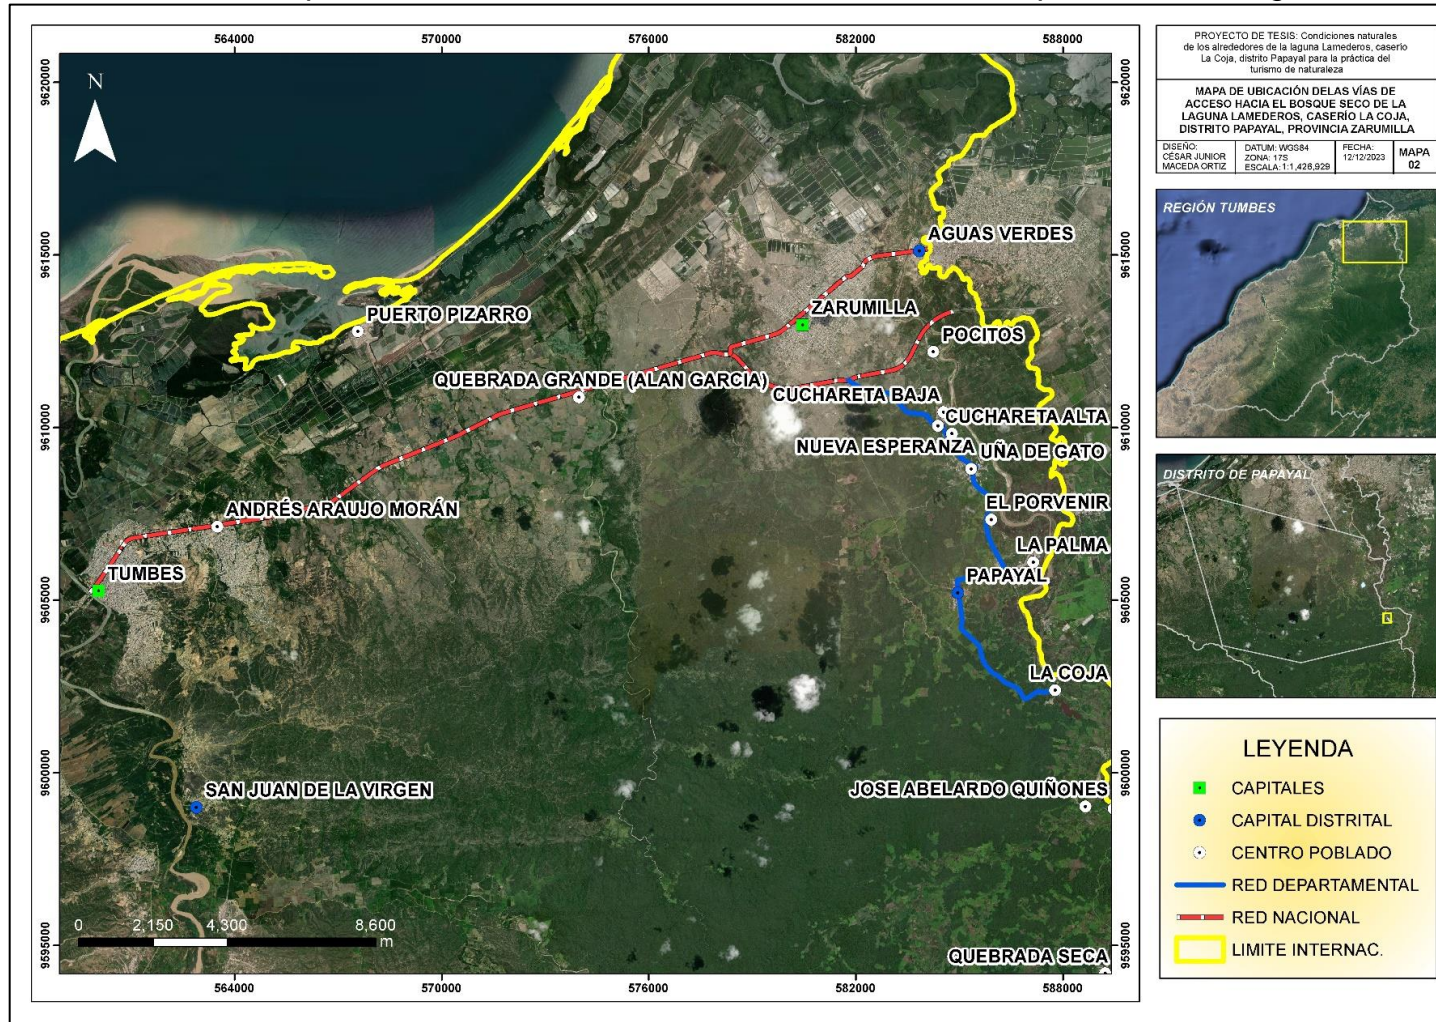 PROYECTO DE TESIS: Condiciones naturales
de los alrededores de la laguna Lamederos, caserío
La Coja, distrito Papayal para la práctica del
turismo de naturaleza
MAPA DE UBICACIÓN DELAS VÍAS DE
ACCESO HACIA EL BOSQUE SECO DE LA
LAGUNA LAMEDEROS, CASERÍO LA COJA,
DISTRITO PAPAYAL, PROVINCIA ZARUMILLA
DISEÑO:
CÉSAR JUNIOR
MACEDA ORTIZ
DATUM: WGS84
ZONA: 17S
ESCALA:1:1,426,929
FECHA:
12/12/2023
MAPA
02
564000 570000 576000 582000 588000
9620000 9620000
N
AGUAS VERDES
9615000 9615000
PUERTO PIZARRO
ZARUMILLA
POCITOS
QUEBRADA GRANDE (ALAN GARCÍA)
CUCHARETA BAJA
CUCHARETA ALTA
9610000 9610000
NUEVA ESPERANZA
UÑA DE GATO
ANDRÉS ARAUJO MORÁN
EL PORVENIR
LA PALMA
TUMBES
PAPAYAL
9605000 9605000
LA COJA
9600000 9600000
SAN JUAN DE LA VIRGEN
JOSE ABELARDO QUIÑONES
0 2,150 4,300 8,600
m
9595000 9595000
QUEBRADA SECA
564000 570000 576000 582000 588000
REGIÓN TUMBES
DISTRITO DE PAPAYAL
LEYENDA
CAPITALES
CAPITAL DISTRITAL
CENTRO POBLADO
RED DEPARTAMENTAL
RED NACIONAL
LIMITE INTERNAC.